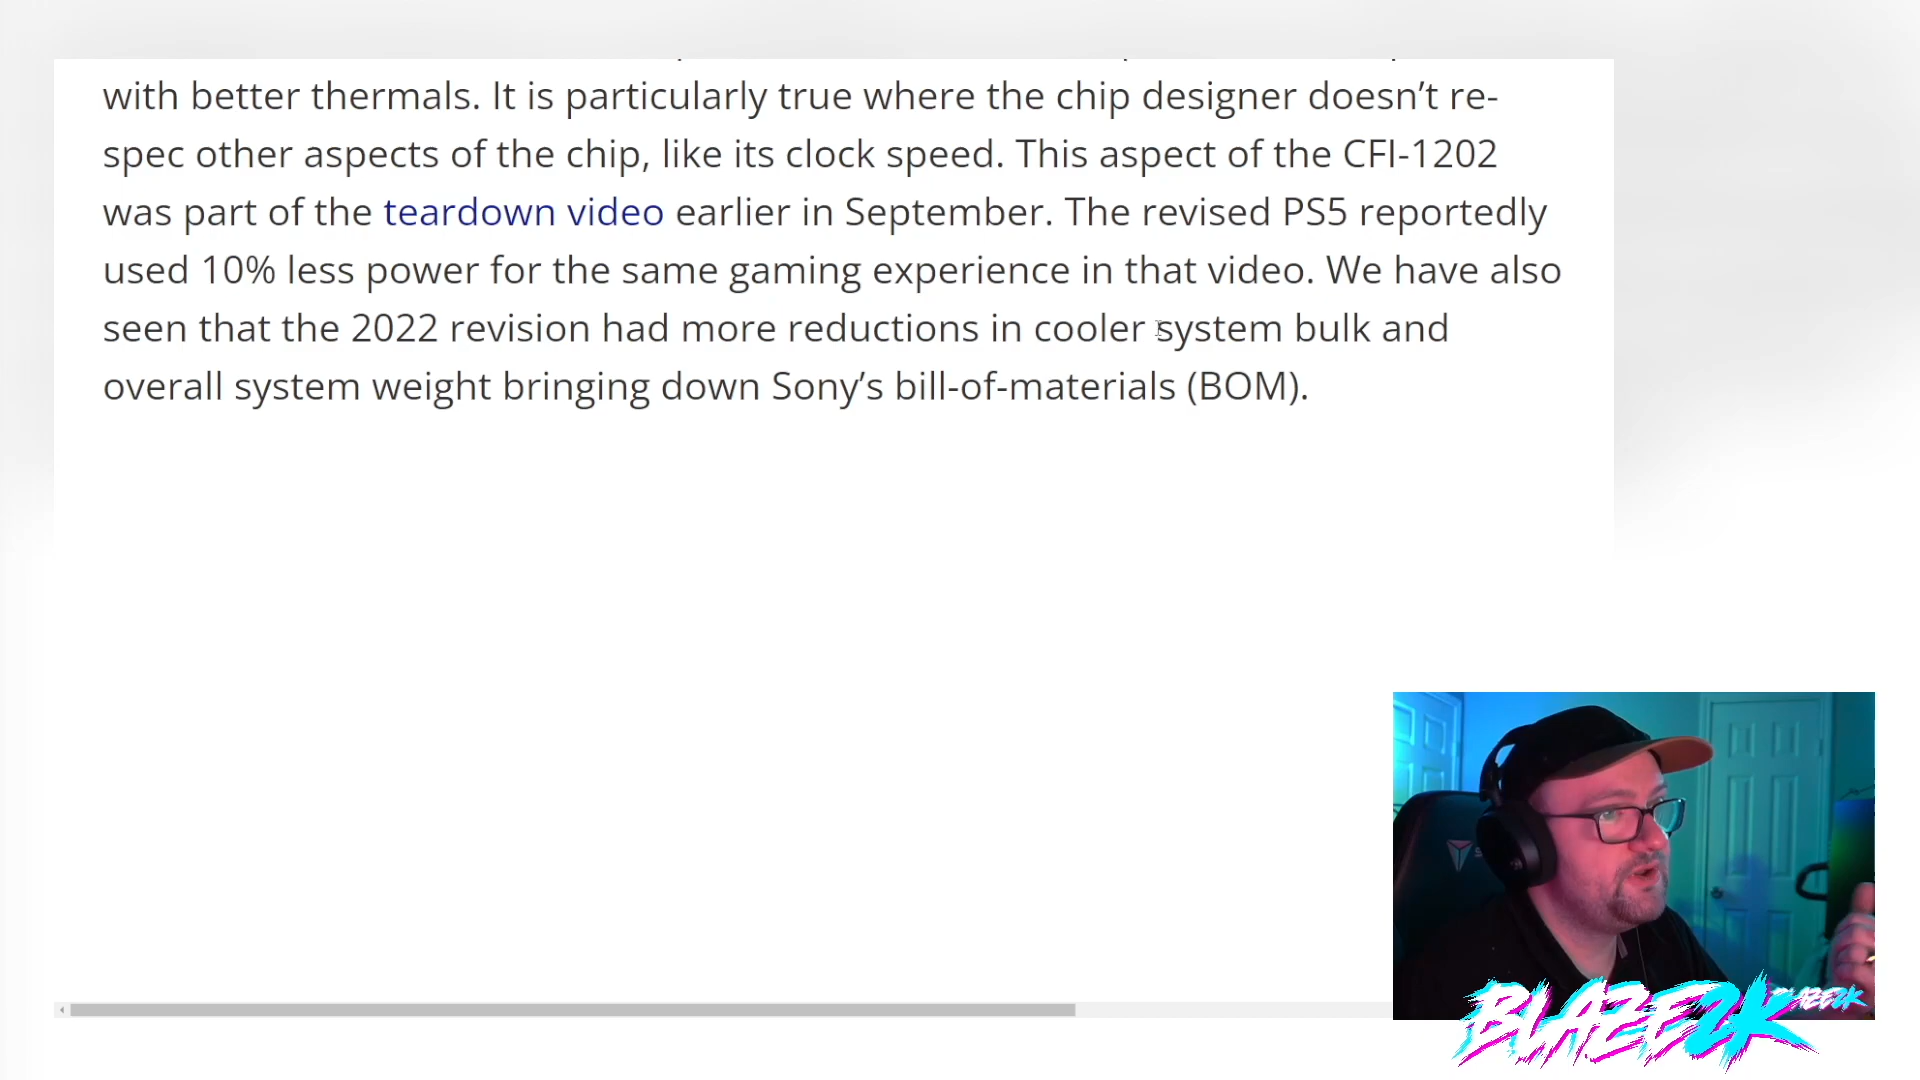 with better thermals. It is particularly true where the chip designer doesn’t re-
spec other aspects of the chip, like its clock speed. This aspect of the CFI-1202
was part of the teardown video earlier in September. The revised PS5 reportedly
used 10% less power for the same gaming experience in that video. We have also
seen that the 2022 revision had more reductions in cooler system bulk and
overall system weight bringing down Sony’s bill-of-materials (BOM).
BLAZE2K